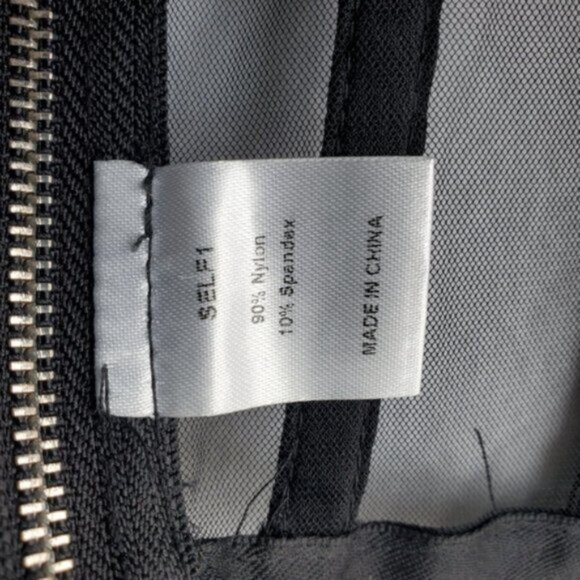 SELF1
90% Nylon
10% Spandex
MADE IN CHINA